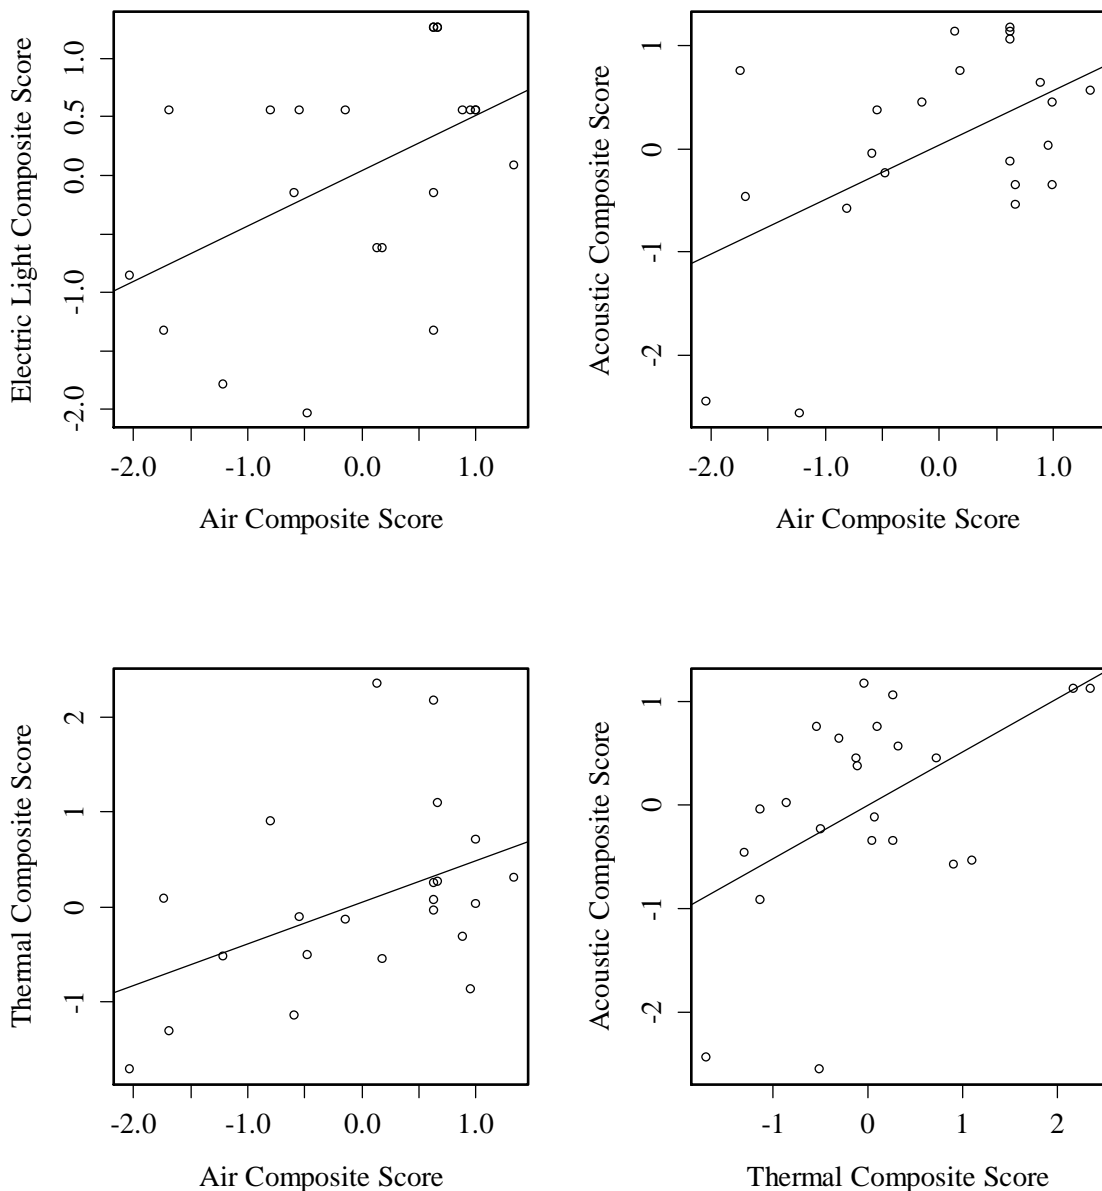 Electric Light Composite Score
1.0
0.5
0.0
-1.0
-2.0
-2.0 -1.0 0.0 1.0
Air Composite Score
Acoustic Composite Score
1
0
-1
-2
-2.0 -1.0 0.0 1.0
Air Composite Score
Thermal Composite Score
2
1
0
-1
-2.0 -1.0 0.0 1.0
Air Composite Score
Acoustic Composite Score
1
0
-1
-2
-1 0 1 2
Thermal Composite Score